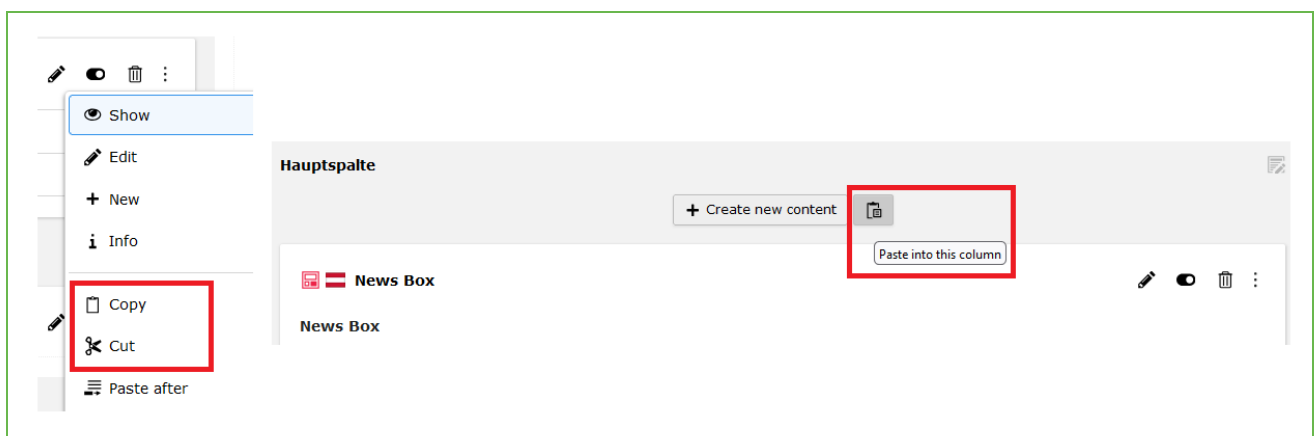 Show
Edit
New
Info
Copy
Cut
Paste after
Hauptspalte
Create new content
Paste into this column
News Box
News Box